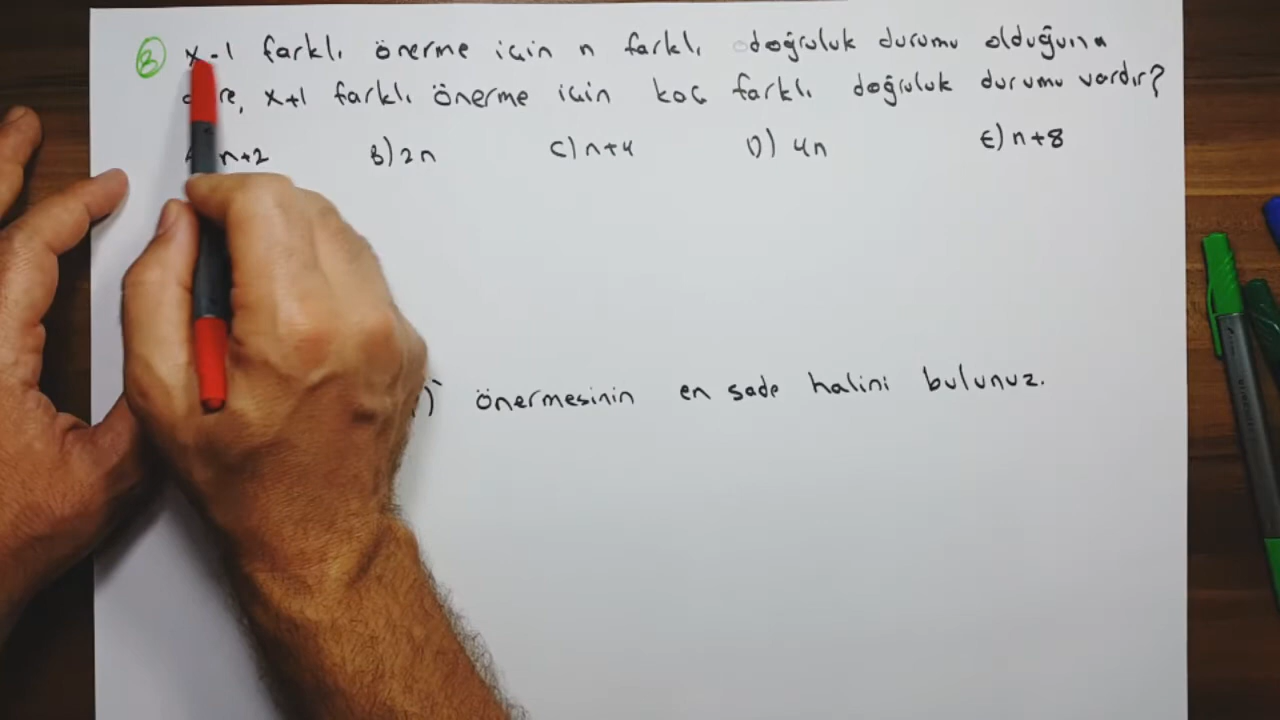 3 x-1 farklı önerme için n farklı doğruluk durumu olduğuna
x+1 farklı önerme için kaç farklı doğruluk durumu vardır?
n+2 B) 2n C) n+4 D) 4n E) n+8
önermesinin en sade halini bulunuz.